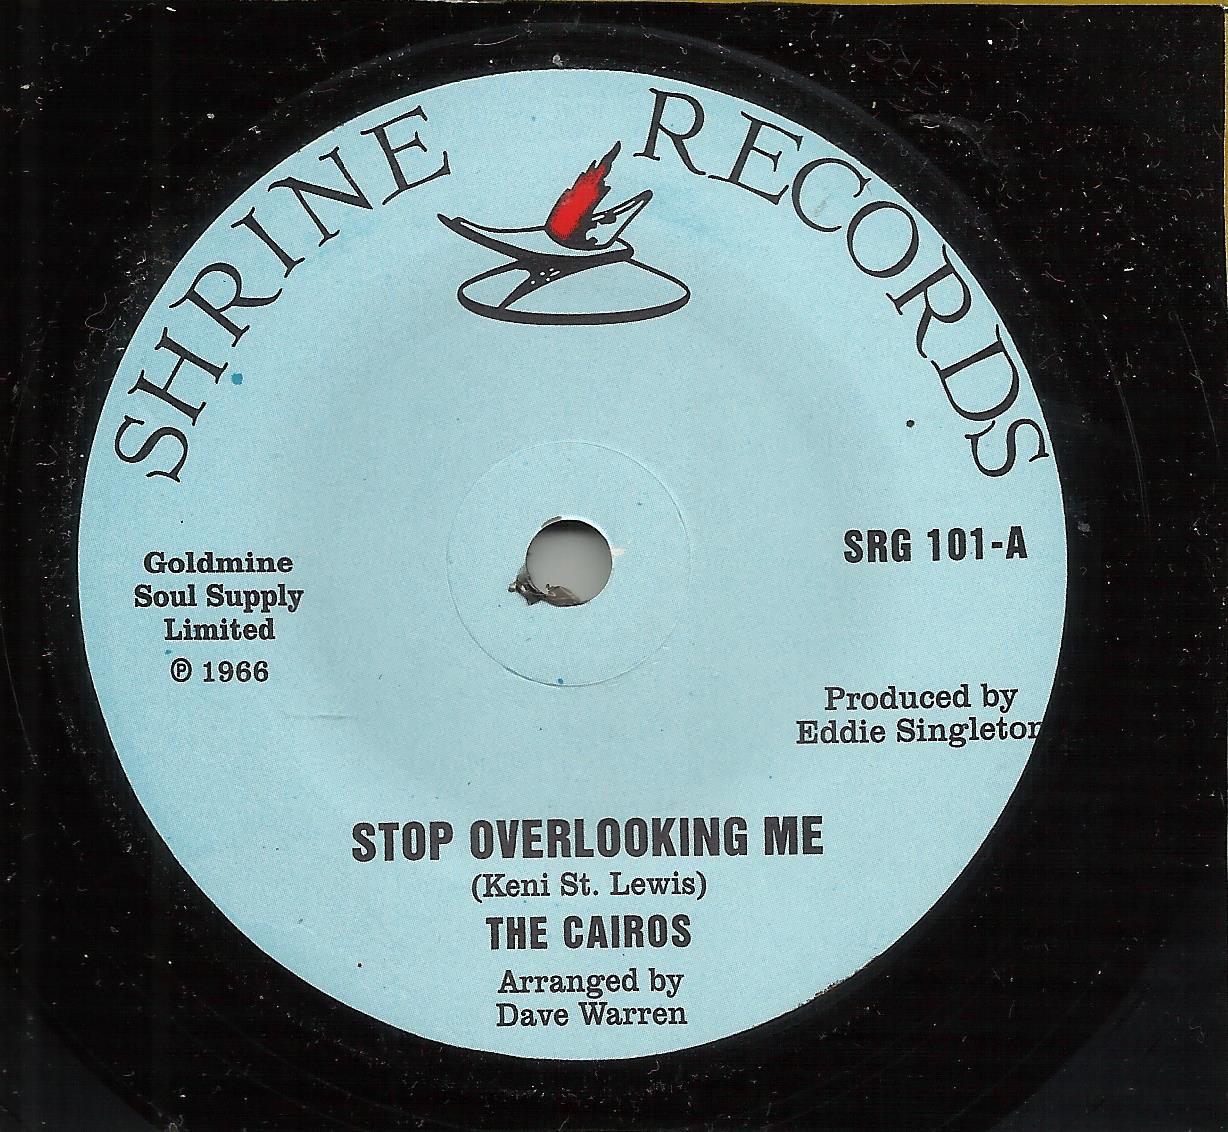 SHRINE RECORDS
Goldmine
Soul Supply
Limited
℗ 1966
SRG 101-A
Produced by
Eddie Singleton
STOP OVERLOOKING ME
(Keni St. Lewis)
THE CAIROS
Arranged by
Dave Warren